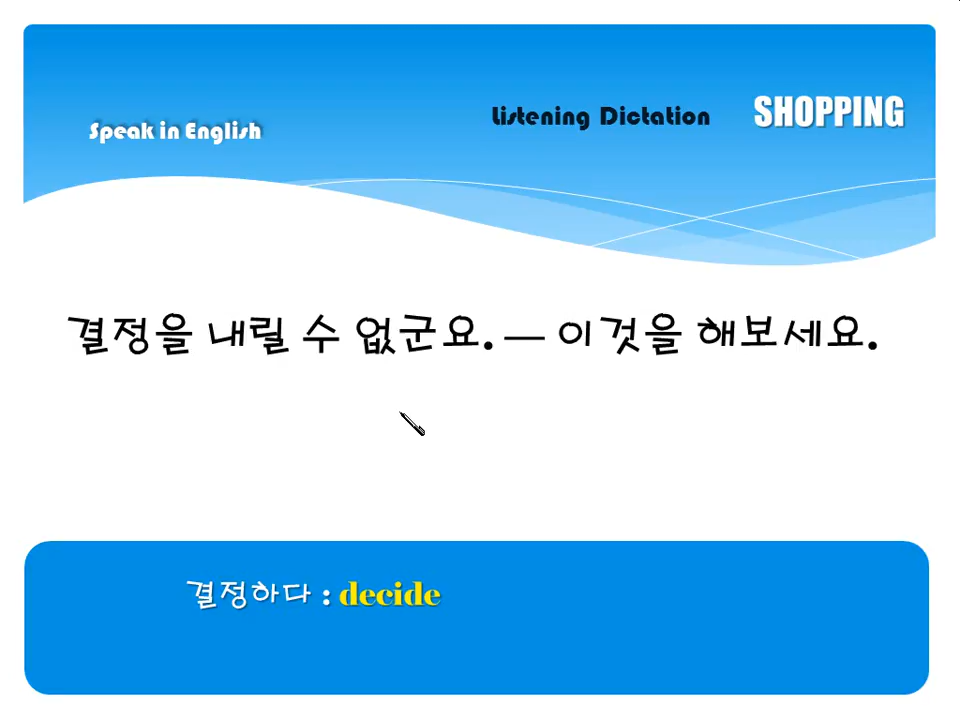 Speak in English
Listening Dictation
SHOPPING
결정을 내릴 수 없군요. — 이것을 해보세요.
결정하다 : decide